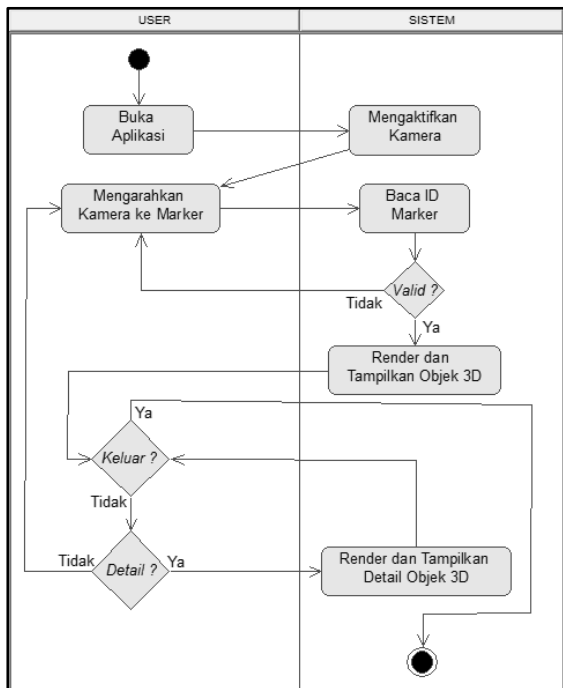 USER
SISTEM
Buka
Aplikasi
Mengaktifkan
Kamera
Mengarahkan
Kamera ke Marker
Baca ID
Marker
Valid ?
Tidak
Ya
Render dan
Tampilkan Objek 3D
Ya
Keluar ?
Tidak
Tidak
Detail ?
Ya
Render dan Tampilkan
Detail Objek 3D